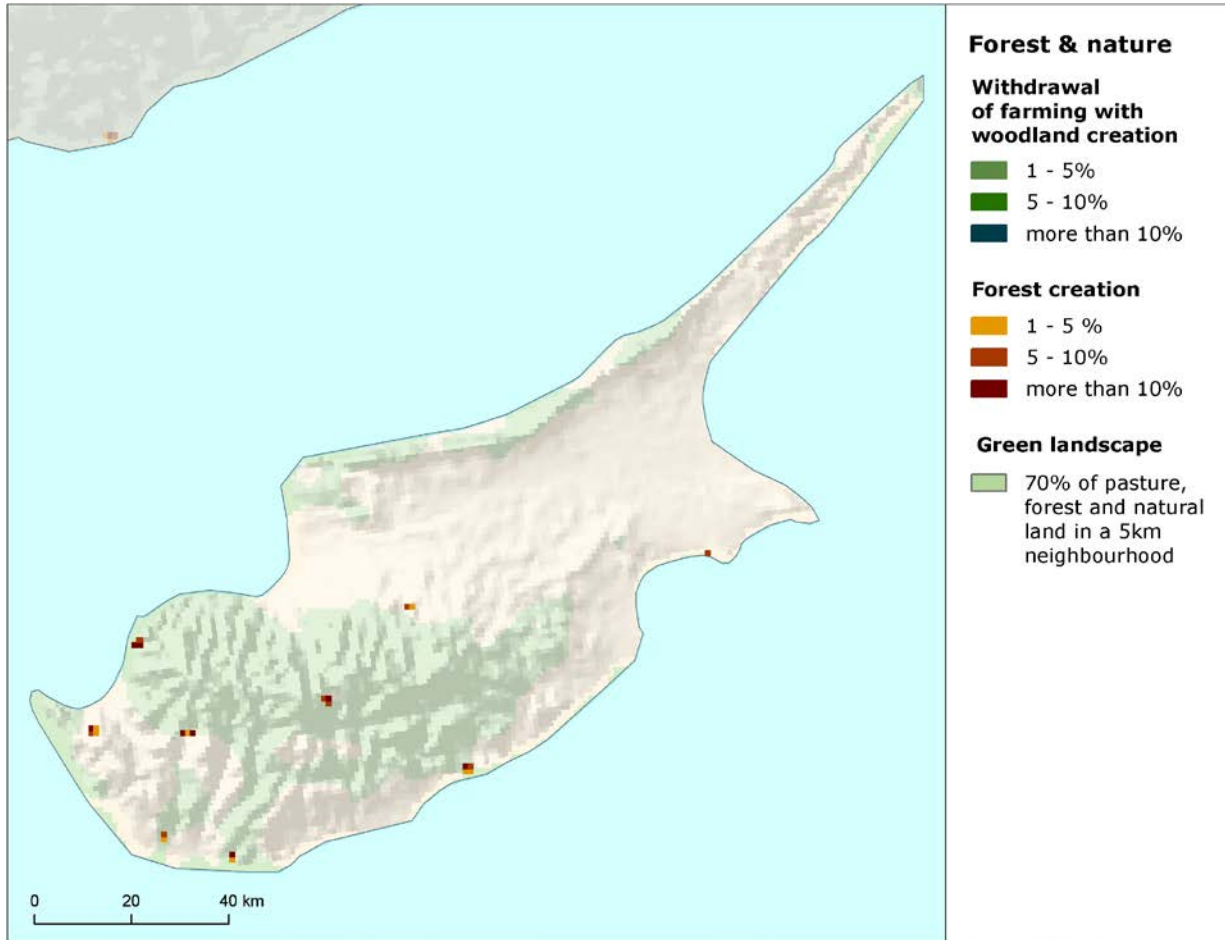 Forest & nature
Withdrawal
of farming with
woodland creation
1 - 5%
5 - 10%
more than 10%
Forest creation
1 - 5 %
5 - 10%
more than 10%
Green landscape
70% of pasture,
forest and natural
land in a 5km
neighbourhood
0 20 40 km